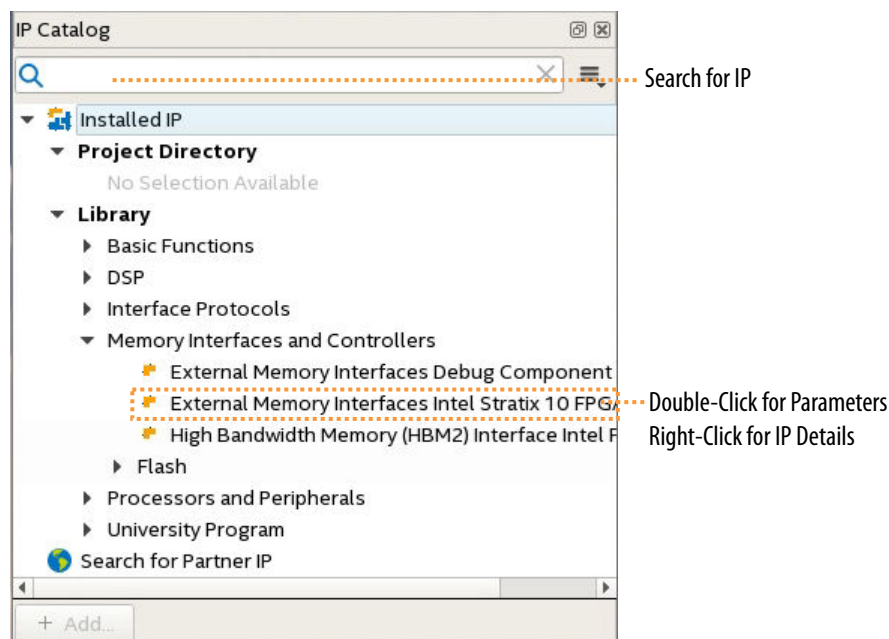 IP Catalog
Search for IP
Installed IP
Project Directory
No Selection Available
Library
Basic Functions
DSP
Interface Protocols
Memory Interfaces and Controllers
External Memory Interfaces Debug Component
External Memory Interfaces Intel Stratix 10 FPGA
Double-Click for Parameters
Right-Click for IP Details
High Bandwidth Memory (HBM2) Interface Intel F
Flash
Processors and Peripherals
University Program
Search for Partner IP
+ Add...